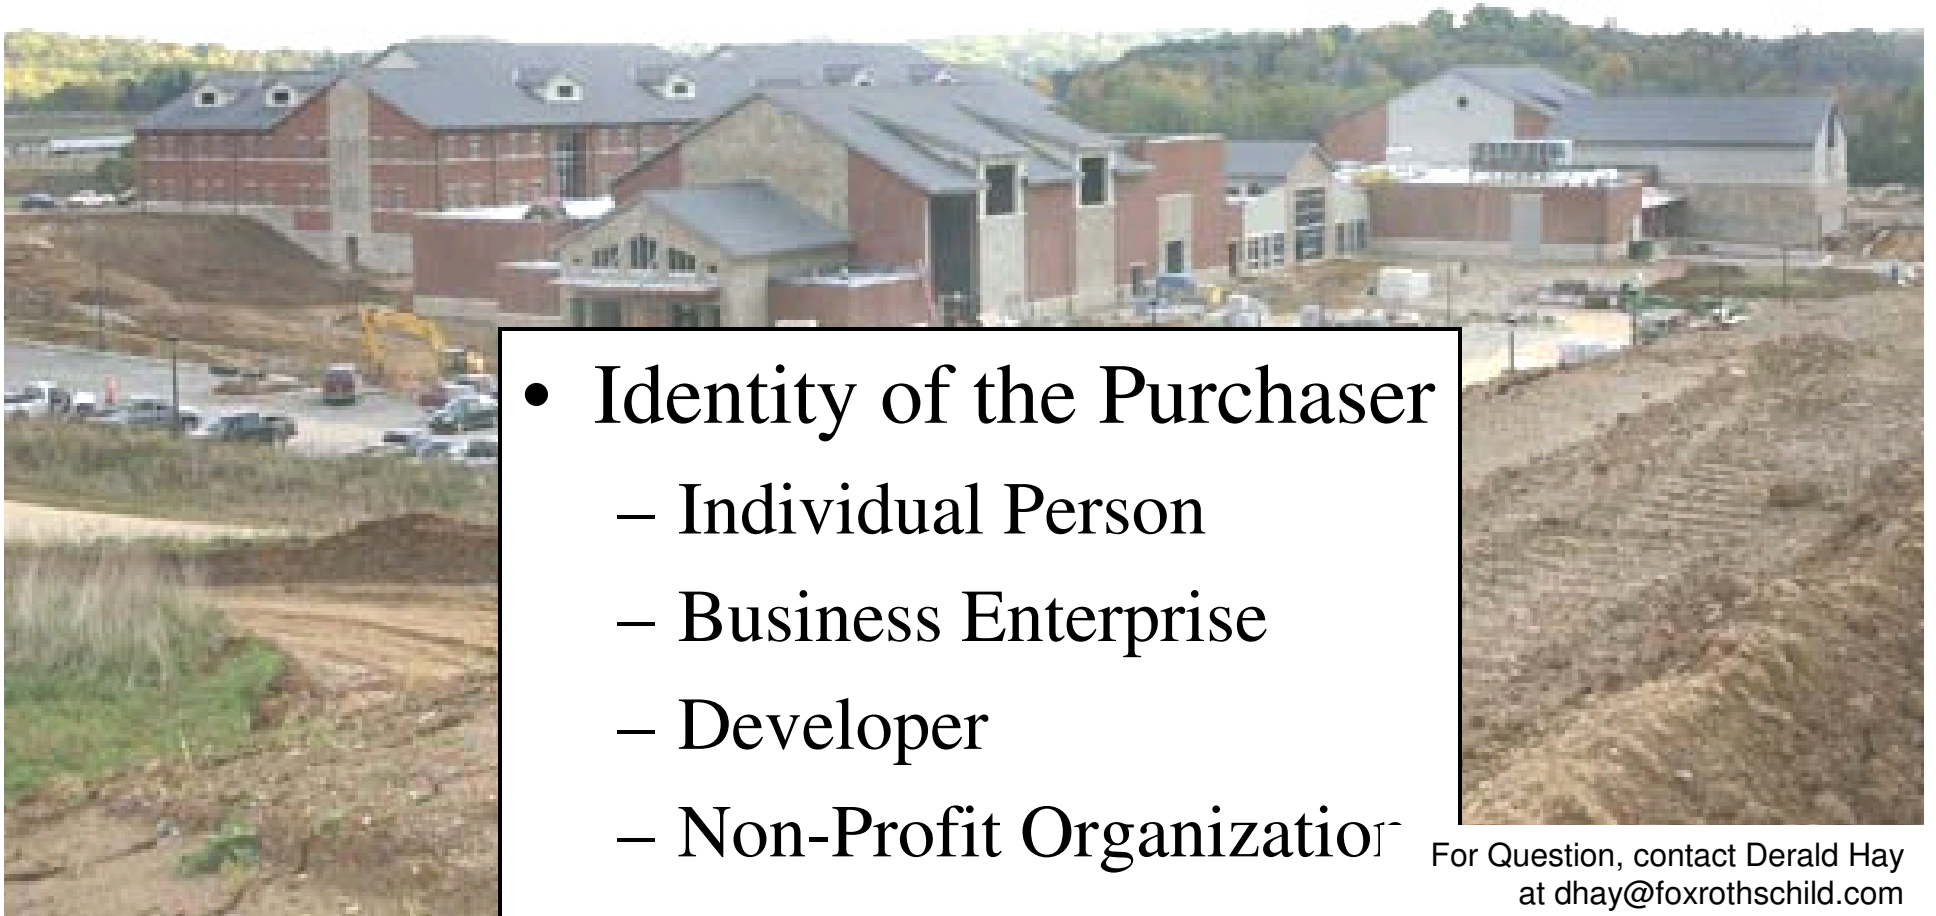 • Identity of the Purchaser
– Individual Person
– Business Enterprise
– Developer
– Non-Profit Organization
For Question, contact Derald Hay
at dhay@foxrothschild.com